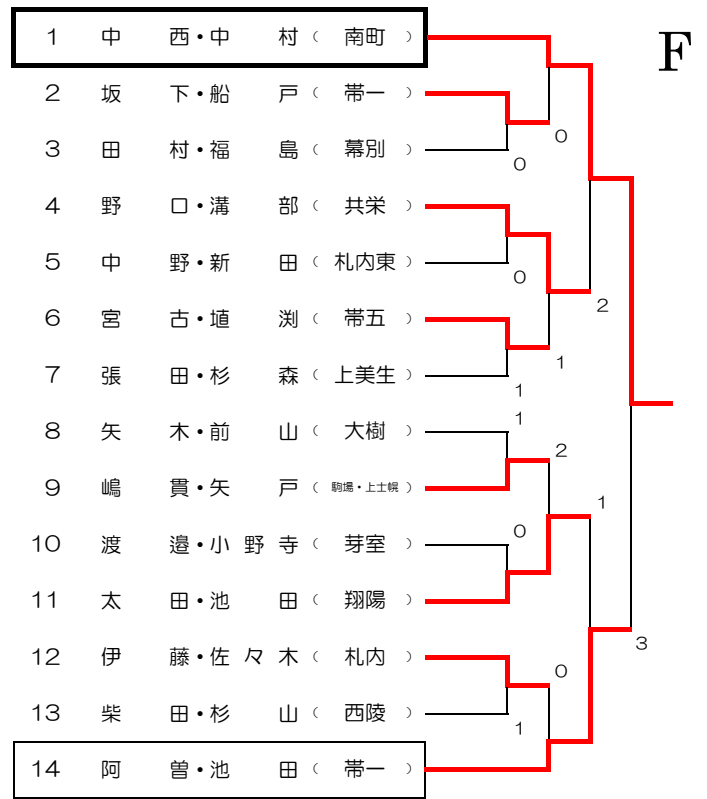 F
1 中 西・中 村（ 南町 ）
2 坂 下・船 戸（ 帯一 ）
0
3 田 村・福 島（ 幕別 ）
0
4 野 口・溝 部（ 共栄 ）
5 中 野・新 田（ 札内東 ）
0
2
6 宮 古・埴 渕（ 帯五 ）
1
7 張 田・杉 森（ 上美生 ）
1
1
8 矢 木・前 山（ 大樹 ）
2
9 嶋 貫・矢 戸（ 駒場・上士幌 ）
1
0
10 渡 邉・小 野 寺（ 芽室 ）
11 太 田・池 田（ 翔陽 ）
3
12 伊 藤・佐 々 木（ 札内 ）
0
13 柴 田・杉 山（ 西陵 ）
1
14 阿 曽・池 田（ 帯一 ）